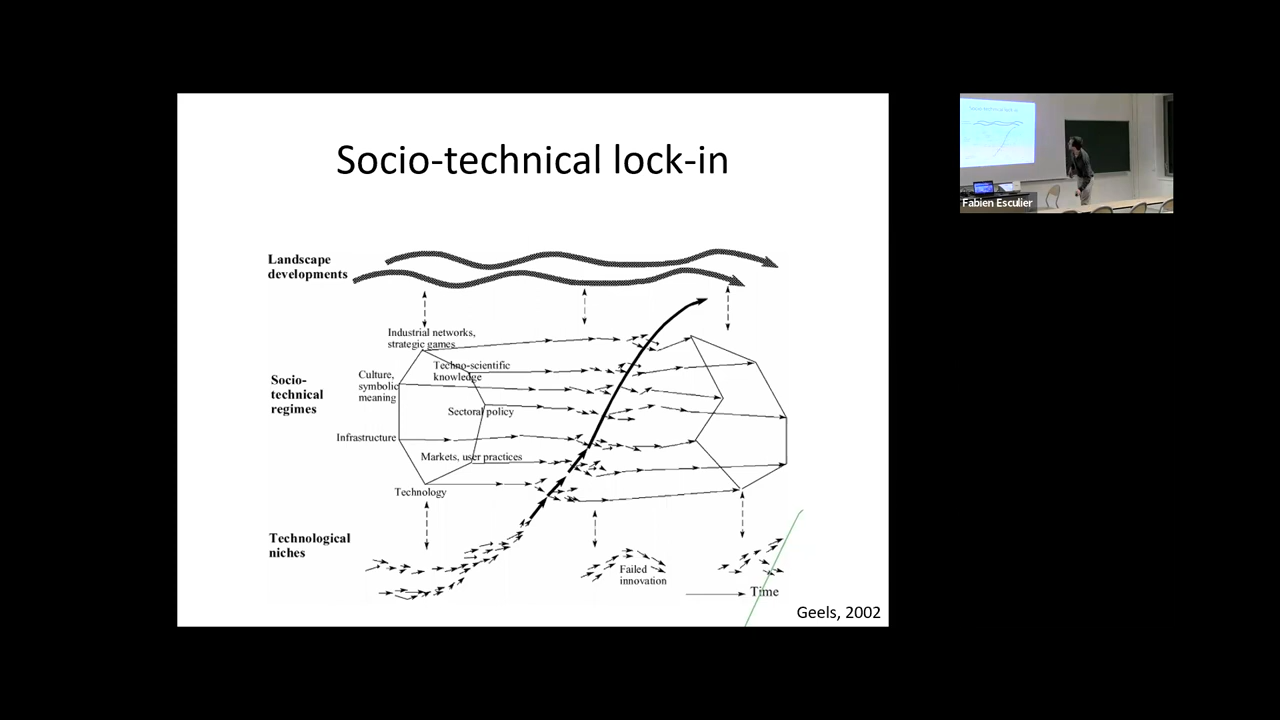 Socio-technical lock-in
Landscape
developments
Industrial networks,
strategic games
Techno-scientific
knowledge
Culture,
symbolic
meaning
Socio-
technical
regimes
Sectoral policy
Infrastructure
Markets, user practices
Technology
Technological
niches
Failed
innovation
Time
Geels, 2002
Fabien Esculier